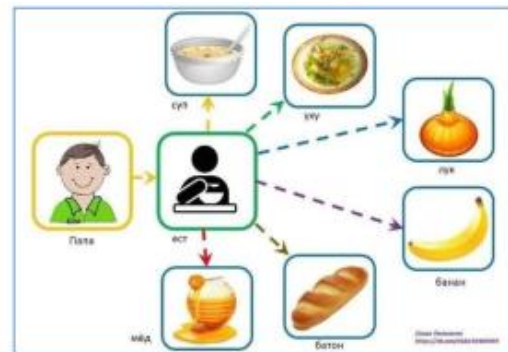 суп
уху
лук
Папа
ест
банан
мёд
батон